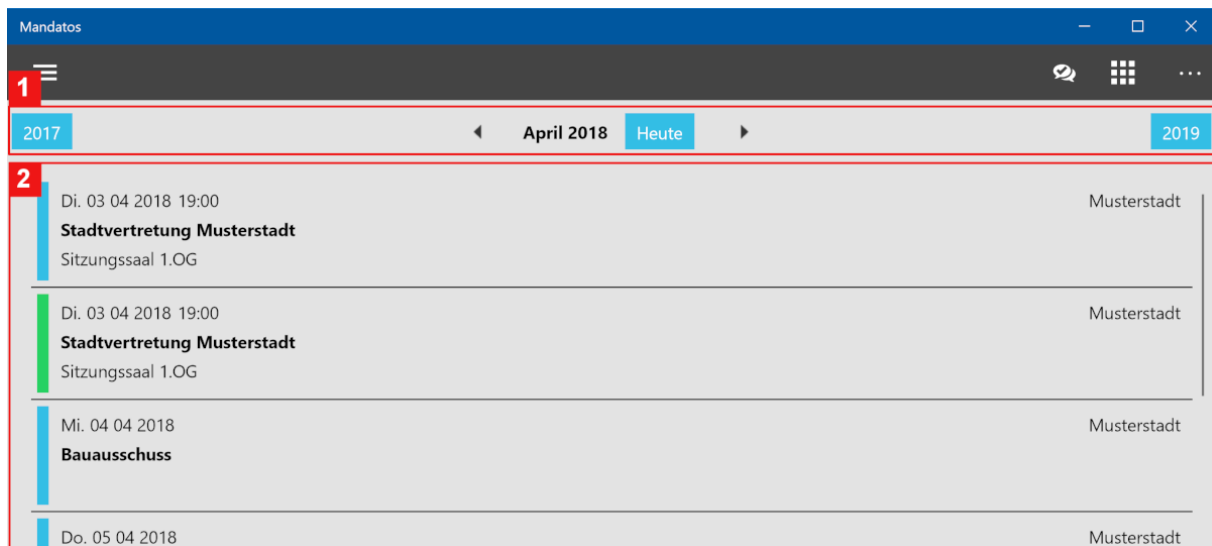 Mandatos
1
2017 April 2018 Heute 2019
2
Di. 03 04 2018 19:00 Musterstadt
Stadtvertretung Musterstadt
Sitzungssaal 1.OG
Di. 03 04 2018 19:00 Musterstadt
Stadtvertretung Musterstadt
Sitzungssaal 1.OG
Mi. 04 04 2018 Musterstadt
Bauausschuss
Do. 05 04 2018 Musterstadt